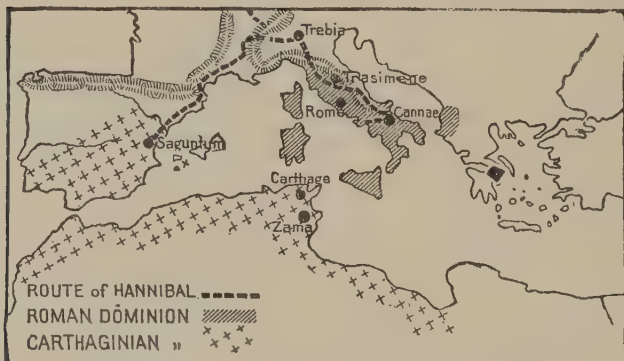 Trebia
Trasimene
Rome
Cannae
Saguntum
Carthage
Zama
ROUTE of HANNIBAL
ROMAN DOMINION
CARTHAGINIAN „